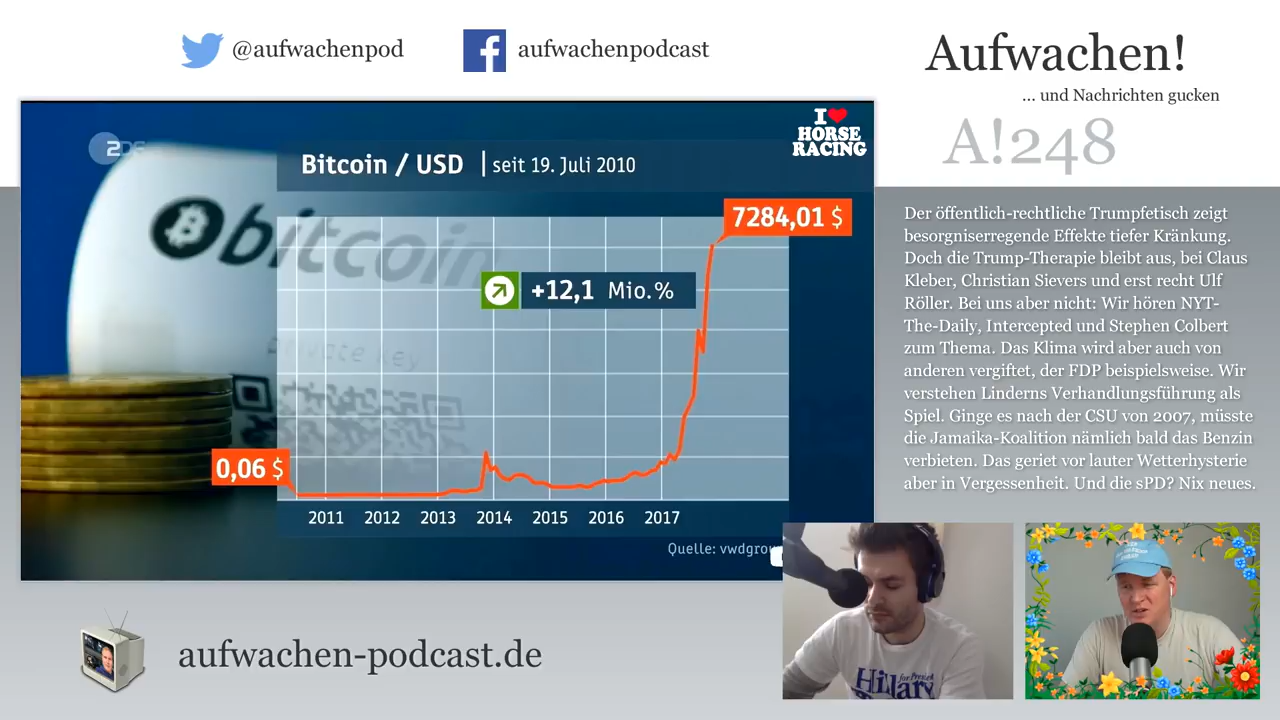 @aufwachenpod
aufwachenpodcast
Aufwachen!
... und Nachrichten gucken
A!248
ZDF
I
HORSE
RACING
Bitcoin / USD
seit 19. Juli 2010
bitcoin
7284,01 $
+12,1 Mio.%
private key
0,06 $
2011 2012 2013 2014 2015 2016 2017
Quelle: vwdgrou
Der öffentlich-rechtliche Trumpfetisch zeigt
besorgniserregende Effekte tiefer Kränkung.
Doch die Trump-Therapie bleibt aus, bei Claus
Kleber, Christian Sievers und erst recht Ulf
Röller. Bei uns aber nicht: Wir hören NYT-
The-Daily, Intercepted und Stephen Colbert
zum Thema. Das Klima wird aber auch von
anderen vergiftet, der FDP beispielsweise. Wir
verstehen Linderns Verhandlungsführung als
Spiel. Ginge es nach der CSU von 2007, müsste
die Jamaika-Koalition nämlich bald das Benzin
verbieten. Das geriet vor lauter Wetterhysterie
aber in Vergessenheit. Und die sPD? Nix neues.
Hillary
aufwachen-podcast.de